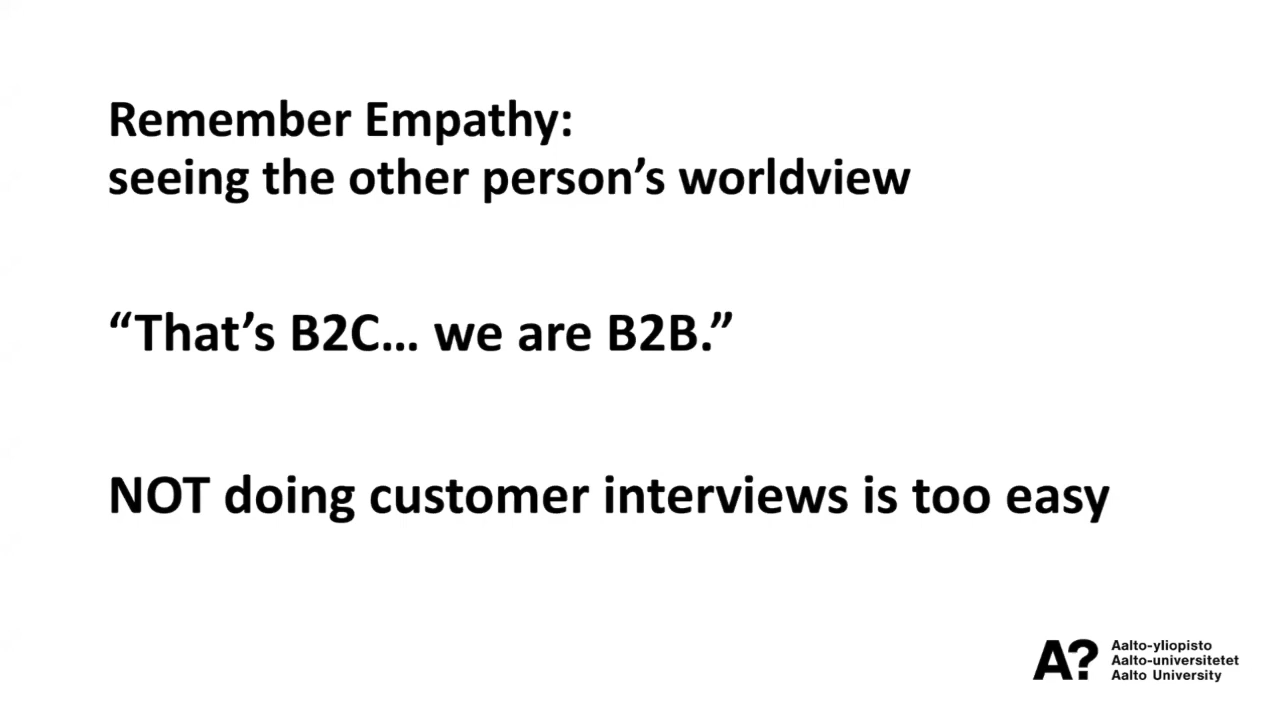 Remember Empathy:
seeing the other person’s worldview
“That’s B2C… we are B2B.”
NOT doing customer interviews is too easy
A?
Aalto-yliopisto
Aalto-universitetet
Aalto University